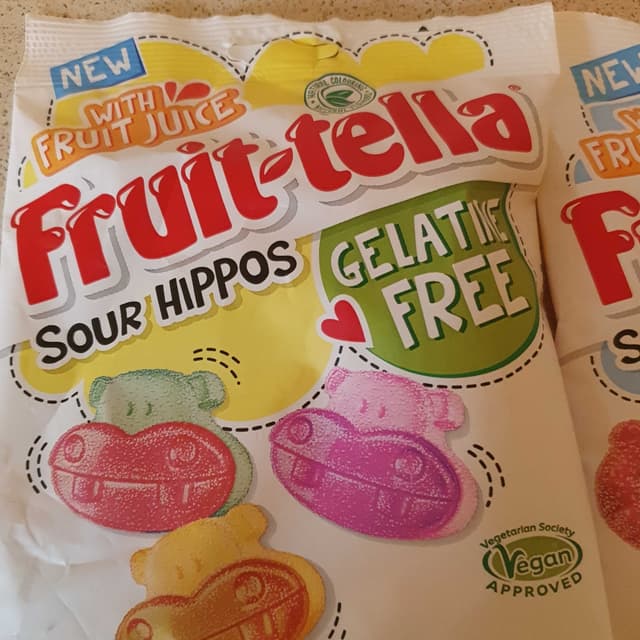 NEW
WITH
FRUIT JUICE
Fruit-tella
SOUR HIPPOS
GELATINE
FREE
Vegetarian Society
Vegan
APPROVED
NEW